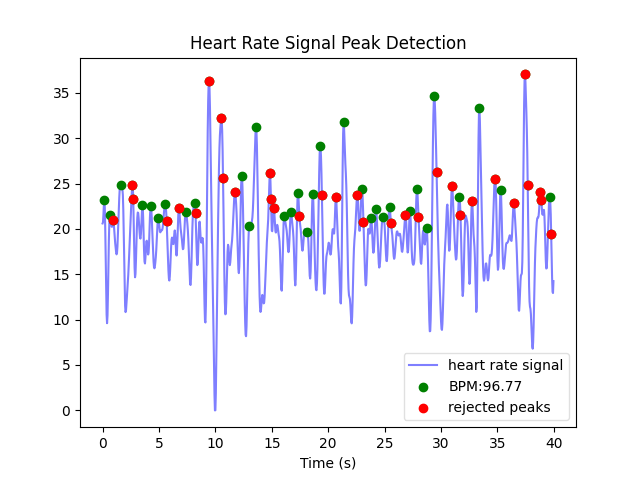 Heart Rate Signal Peak Detection
35
30
25
20
15
10
5
0
heart rate signal
BPM:96.77
rejected peaks
0 5 10 15 20 25 30 35 40
Time (s)